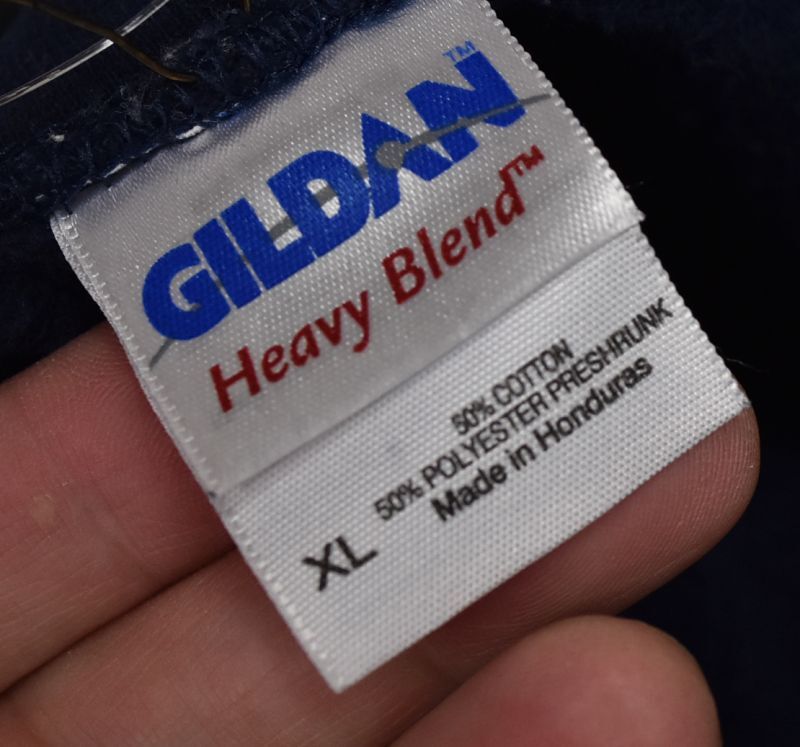 GILDAN™
Heavy Blend™
50% COTTON
50% POLYESTER PRESHRUNK
Made in Honduras
XL